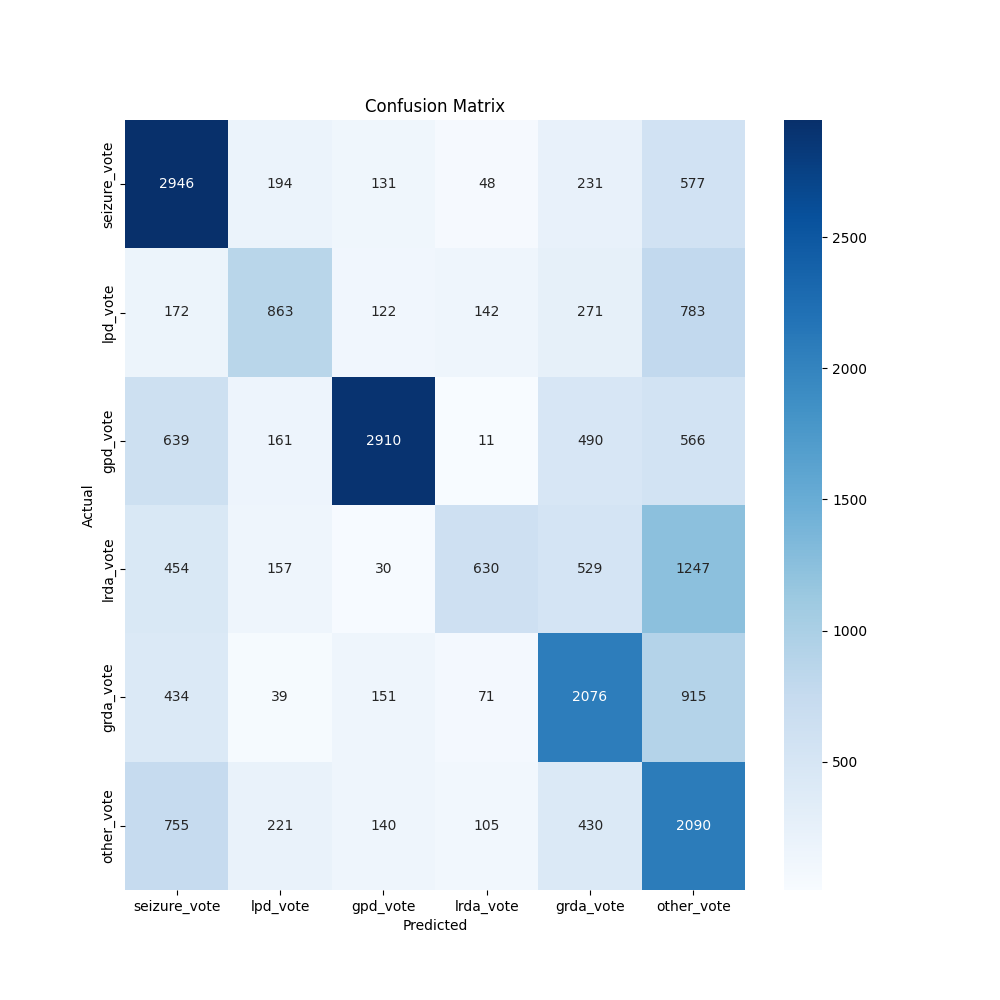 Confusion Matrix
seizure_vote 2946 194 131 48 231 577
lpd_vote 172 863 122 142 271 783
gpd_vote 639 161 2910 11 490 566
lrda_vote 454 157 30 630 529 1247
grda_vote 434 39 151 71 2076 915
other_vote 755 221 140 105 430 2090
Actual
seizure_vote lpd_vote gpd_vote lrda_vote grda_vote other_vote
Predicted
2500
2000
1500
1000
500